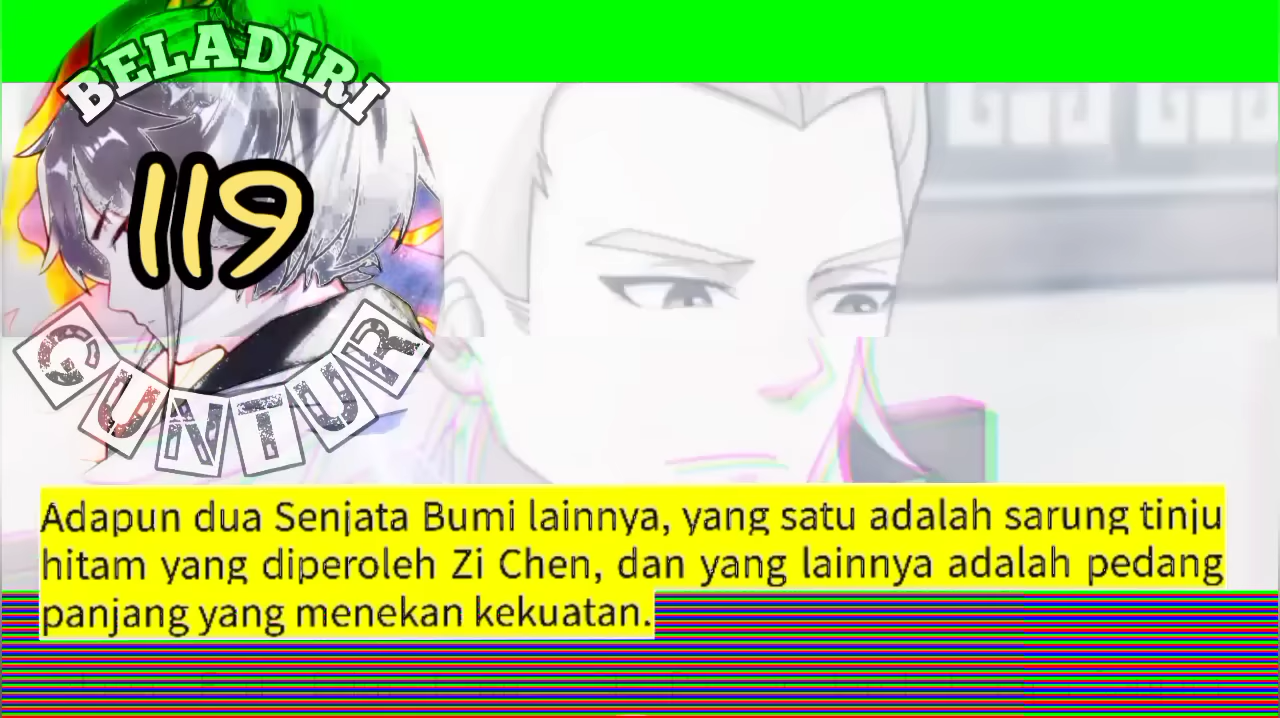 BELADIRI
119
GUNTUR
Adapun dua Senjata Bumi lainnya, yang satu adalah sarung tinju
hitam yang diperoleh Zi Chen, dan yang lainnya adalah pedang
panjang yang menekan kekuatan.